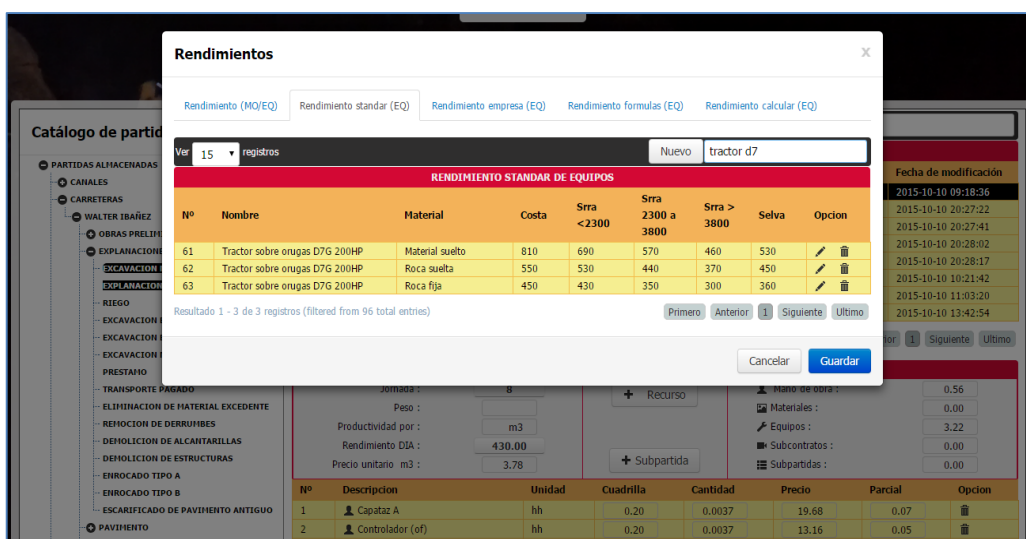 Rendimientos X
Rendimiento (MO/EQ) Rendimiento standar (EQ) Rendimiento empresa (EQ) Rendimiento formulas (EQ) Rendimiento calcular (EQ)
Ver 15 registros Nuevo tractor d7
RENDIMIENTO STANDAR DE EQUIPOS
Nº Nombre Material Costa Srra <2300 Srra 2300 a 3800 Srra > 3800 Selva Opcion
61 Tractor sobre orugas D7G 200HP Material suelto 810 690 570 460 530
62 Tractor sobre orugas D7G 200HP Roca suelta 550 530 440 370 450
63 Tractor sobre orugas D7G 200HP Roca fija 450 430 350 300 360
Resultado 1 - 3 de 3 registros (filtered from 96 total entries) Primero Anterior 1 Siguiente Ultimo
Cancelar Guardar
Catálogo de partid
PARTIDAS ALMACENADAS
CANALES
CARRETERAS
WALTER IBAÑEZ
OBRAS PRELIM
EXPLANACIONE
EXCAVACION
EXPLANACION
RIEGO
EXCAVACION
EXCAVACION
EXCAVACION
PRESTAMO
TRANSPORTE PAGADO
ELIMINACION DE MATERIAL EXCEDENTE
REMOCION DE DERRUMBES
DEMOLICION DE ALCANTARILLAS
DEMOLICION DE ESTRUCTURAS
ENROCADO TIPO A
ENROCADO TIPO B
ESCARIFICADO DE PAVIMENTO ANTIGUO
PAVIMENTO
Fecha de modificación
2015-10-10 09:18:36
2015-10-10 20:27:22
2015-10-10 20:27:41
2015-10-10 20:28:02
2015-10-10 20:28:17
2015-10-10 10:21:42
2015-10-10 11:03:20
2015-10-10 13:42:54
ior 1 Siguiente Ultimo
Jornada : 8 + Recurso Mano de obra : 0.56
Peso : Materiales : 0.00
Productividad por : m3 Equipos : 3.22
Rendimiento DIA : 430.00 Subcontratos : 0.00
Precio unitario m3 : 3.78 + Subpartida Subpartidas : 0.00
Nº Descripcion Unidad Cuadrilla Cantidad Precio Parcial Opcion
1 Capataz A hh 0.20 0.0037 19.68 0.07
2 Controlador (of) hh 0.20 0.0037 13.16 0.05